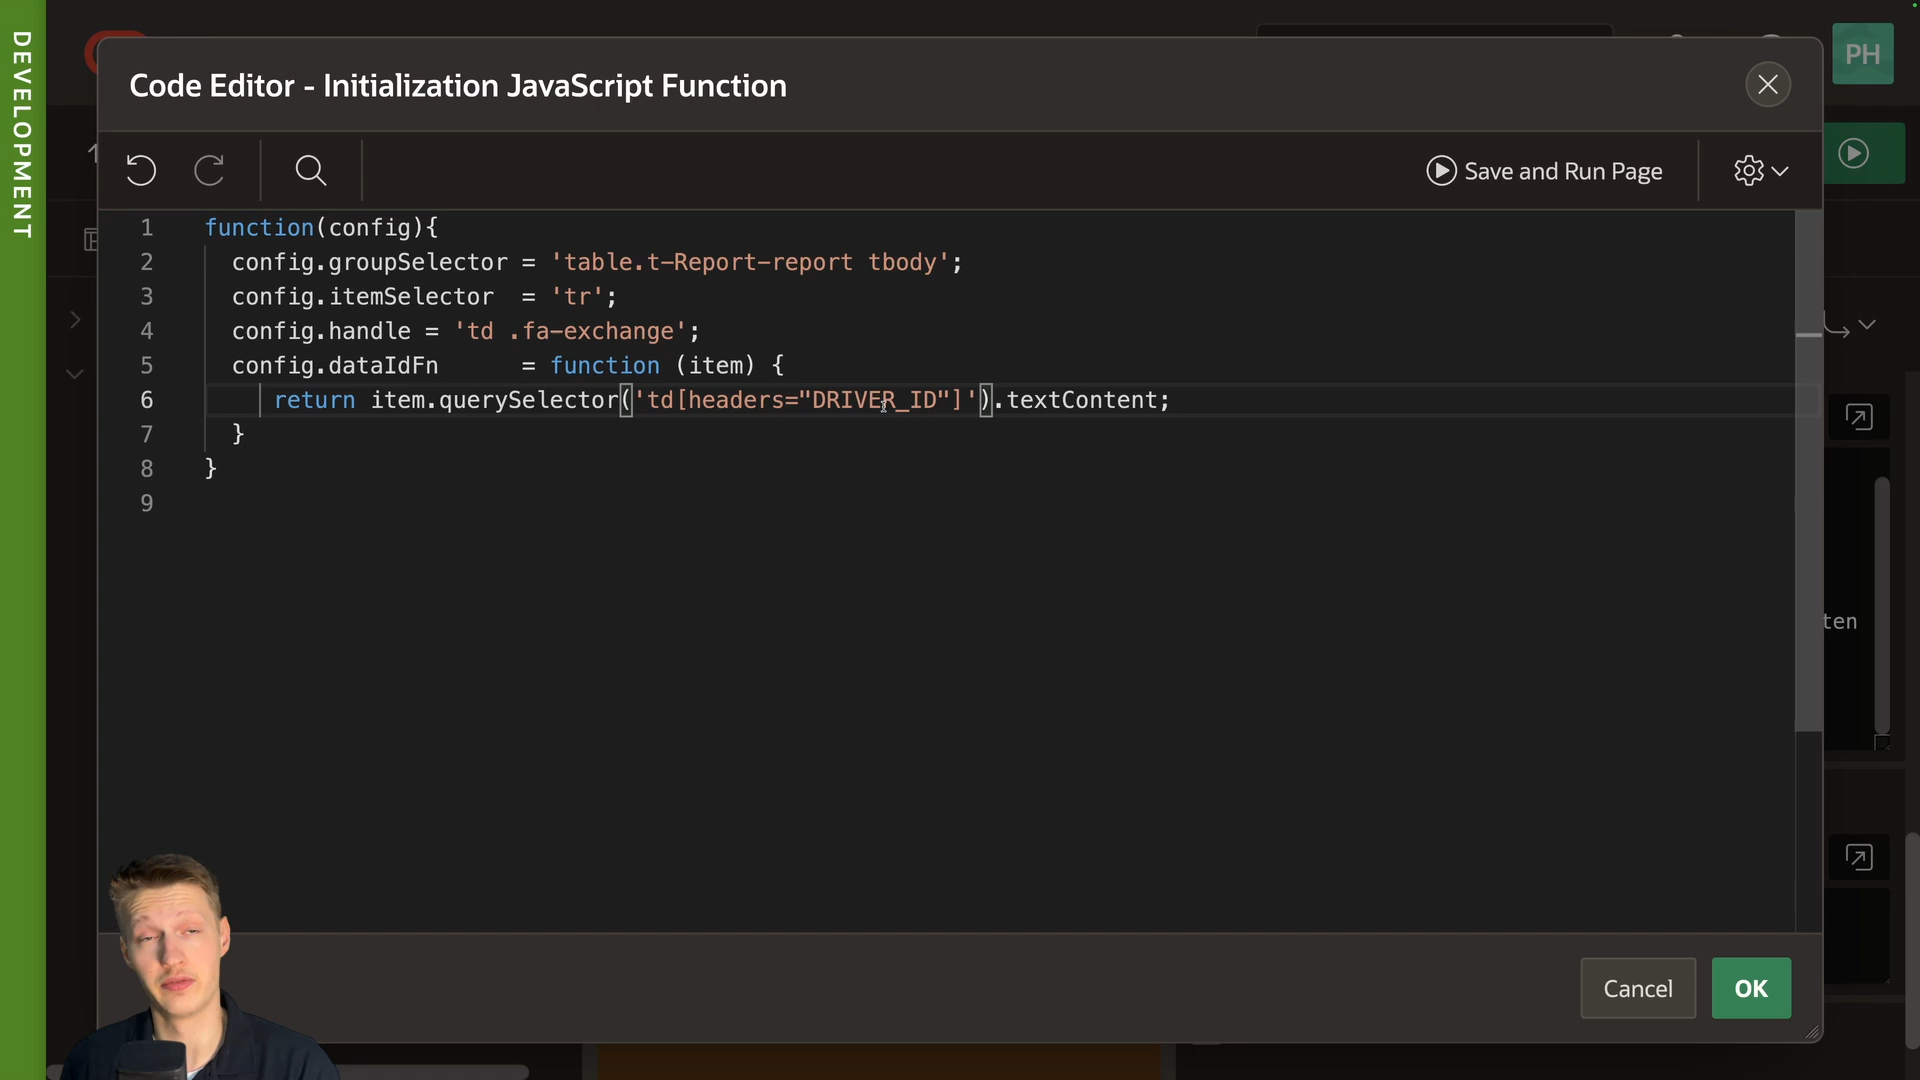 DEVELOPMENT
PH
Code Editor - Initialization JavaScript Function
Save and Run Page
1 function(config){
2 config.groupSelector = 'table.t-Report-report tbody';
3 config.itemSelector  = 'tr';
4 config.handle = 'td .fa-exchange';
5 config.dataIdFn      = function (item) {
6 return item.querySelector('td[headers="DRIVER_ID"]').textContent;
7 }
8 }
9
ten
Cancel
OK